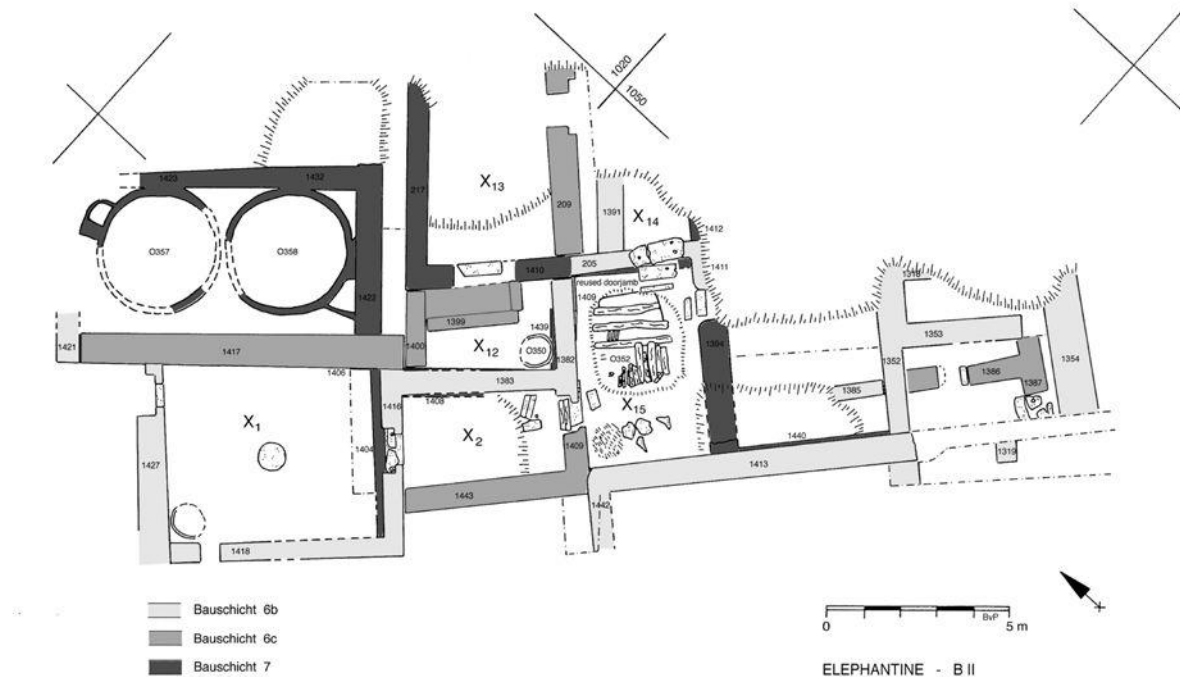 1020
1050
1423
1432
X13
217
209
1391
X14
1412
O357
O358
1410
205
1411
1422
reused doorjamb
1409
1318
1399
1439
1421
1417
1400
X12
O350
1382
O352
1394
1352
1353
1354
1386
1387
1406
1383
1385
1416
1408
X15
X1
X2
1404
1409
1440
1427
1413
1319
1443
1442
1418
Bauschicht 6b
Bauschicht 6c
Bauschicht 7
BvP
0 5 m
ELEPHANTINE - B II